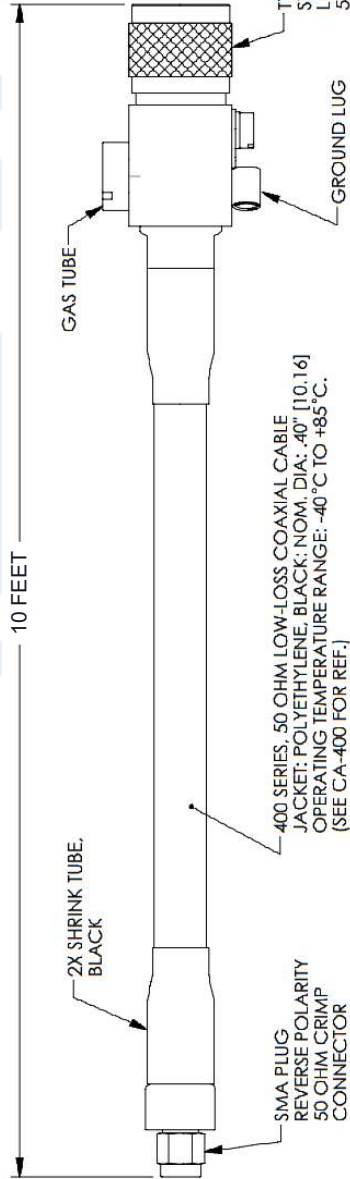 10 FEET
GAS TUBE
2X SHRINK TUBE,
BLACK
GROUND LUG
400 SERIES, 50 OHM LOW-LOSS COAXIAL CABLE
JACKET: POLYETHYLENE, BLACK: NOM. DIA: .40" [10.16]
OPERATING TEMPERATURE RANGE: -40°C TO +85°C.
(SEE CA-400 FOR REF.)
SMA PLUG
REVERSE POLARITY
50 OHM CRIMP
CONNECTOR